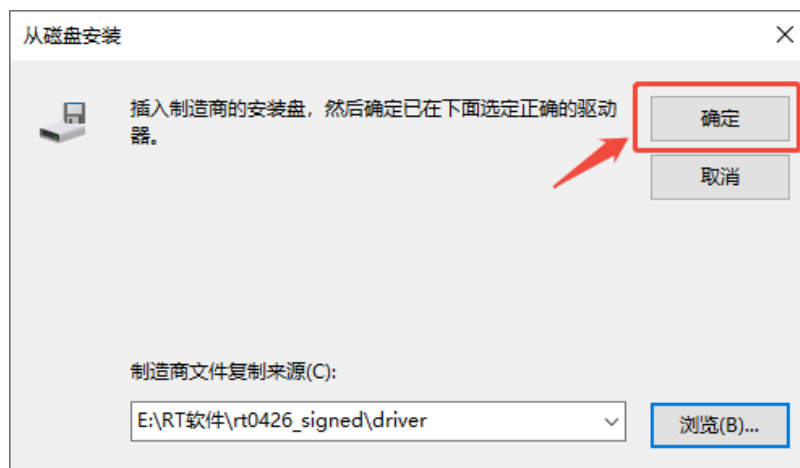 从磁盘安装
插入制造商的安装盘，然后确定已在下面选定正确的驱动
器。
确定
取消
制造商文件复制来源(C):
E:\RT软件\rt0426_signed\driver
浏览(B)...